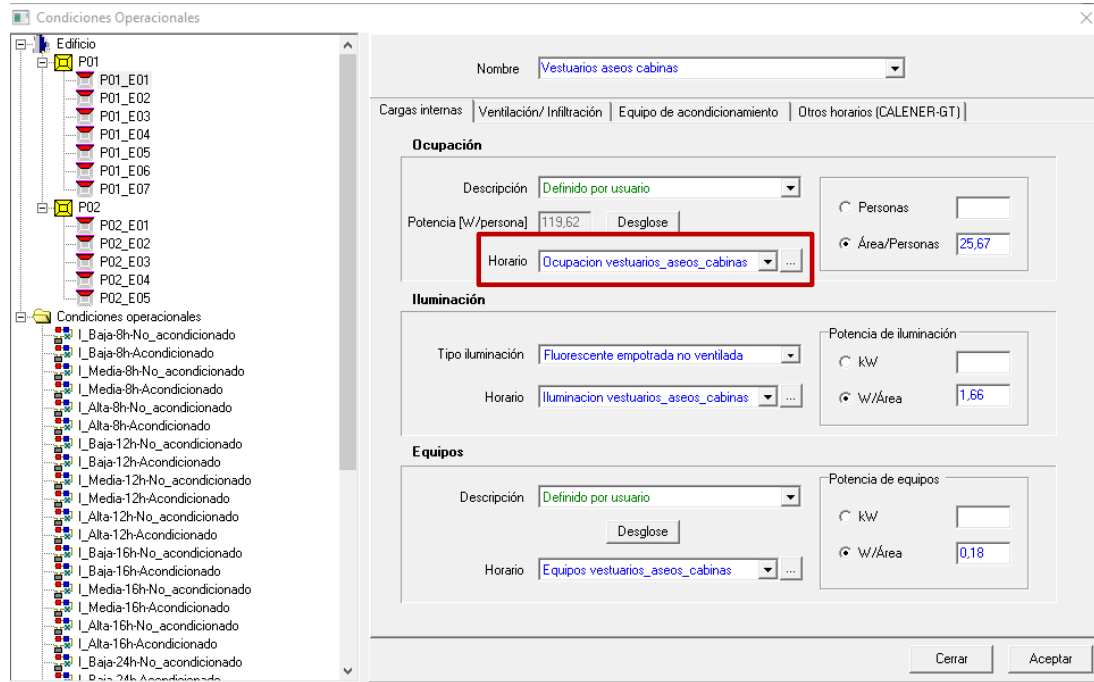 Condiciones Operacionales
Edificio
P01
P01_E01
P01_E02
P01_E03
P01_E04
P01_E05
P01_E06
P01_E07
P02
P02_E01
P02_E02
P02_E03
P02_E04
P02_E05
Condiciones operacionales
I_Baja-8h-No_acondicionado
I_Baja-8h-Acondicionado
I_Media-8h-No_acondicionado
I_Media-8h-Acondicionado
I_Alta-8h-No_acondicionado
I_Alta-8h-Acondicionado
I_Baja-12h-No_acondicionado
I_Baja-12h-Acondicionado
I_Media-12h-No_acondicionado
I_Media-12h-Acondicionado
I_Alta-12h-No_acondicionado
I_Alta-12h-Acondicionado
I_Baja-16h-No_acondicionado
I_Baja-16h-Acondicionado
I_Media-16h-No_acondicionado
I_Media-16h-Acondicionado
I_Alta-16h-No_acondicionado
I_Alta-16h-Acondicionado
I_Baja-24h-No_acondicionado
I_Baja-24h-Acondicionado
Nombre Vestuarios aseos cabinas
Cargas internas Ventilación/ Infiltración Equipo de acondicionamiento Otros horarios (CALENER-GT)
Ocupación
Descripción Definido por usuario
Potencia [W/persona] 119,62 Desglose
Horario Ocupacion vestuarios_aseos_cabinas ...
Personas
Área/Personas 25,67
Iluminación
Tipo iluminación Fluorescente empotrada no ventilada
Horario Iluminacion vestuarios_aseos_cabinas ...
Potencia de iluminación
kW
W/Área 1,66
Equipos
Descripción Definido por usuario
Desglose
Horario Equipos vestuarios_aseos_cabinas ...
Potencia de equipos
kW
W/Área 0,18
Cerrar Aceptar